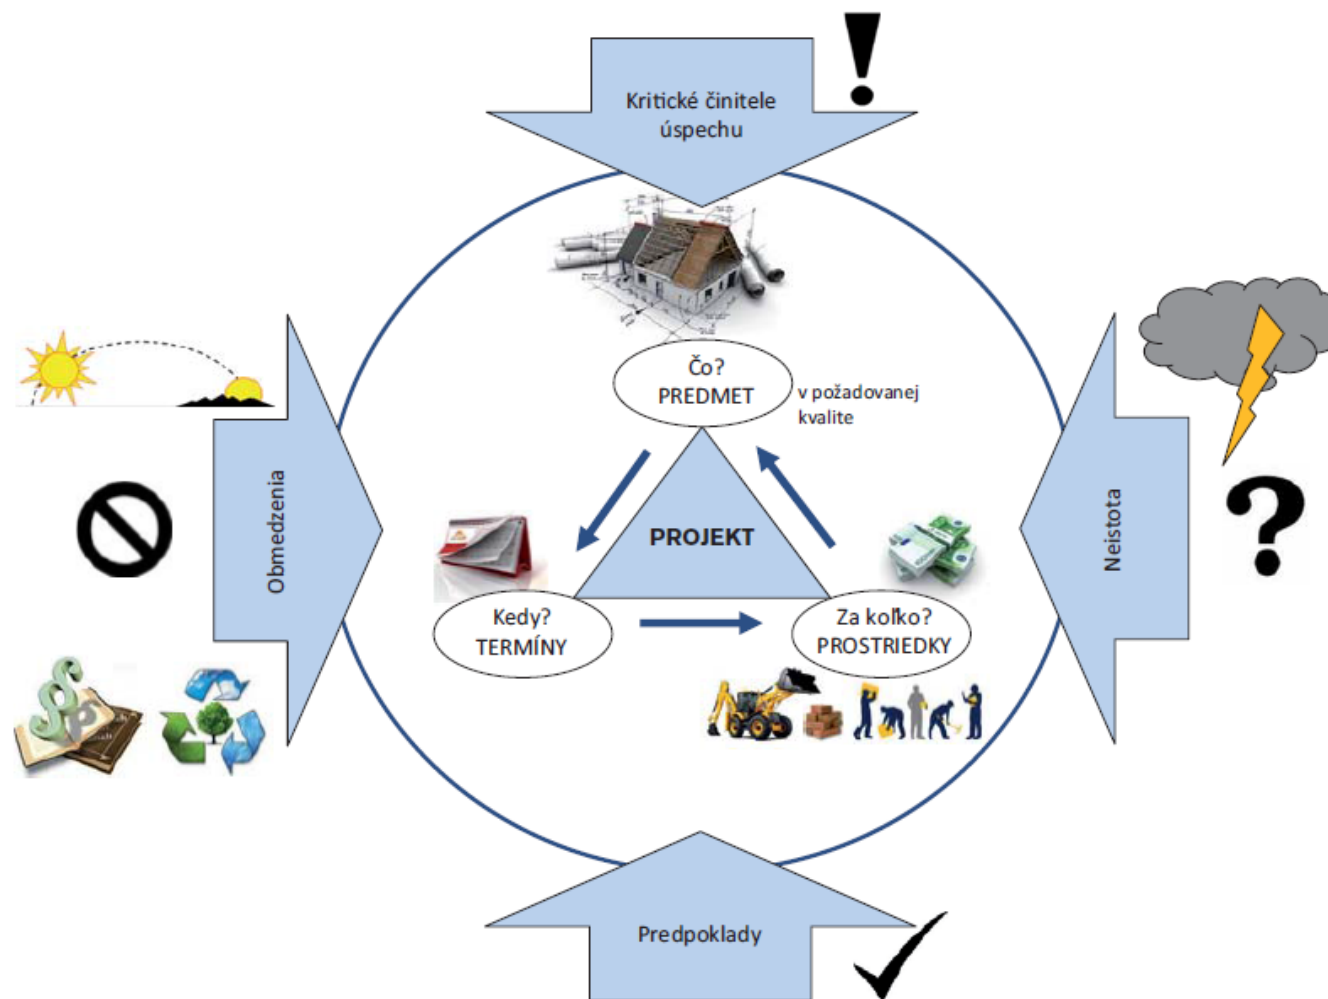 Kritické činitele
úspechu
Čo?
PREDMET
v požadovanej
kvalite
Obmedzenia
PROJEKT
Neistota
Kedy?
TERMÍNY
Za koľko?
PROSTRIEDKY
Predpoklady